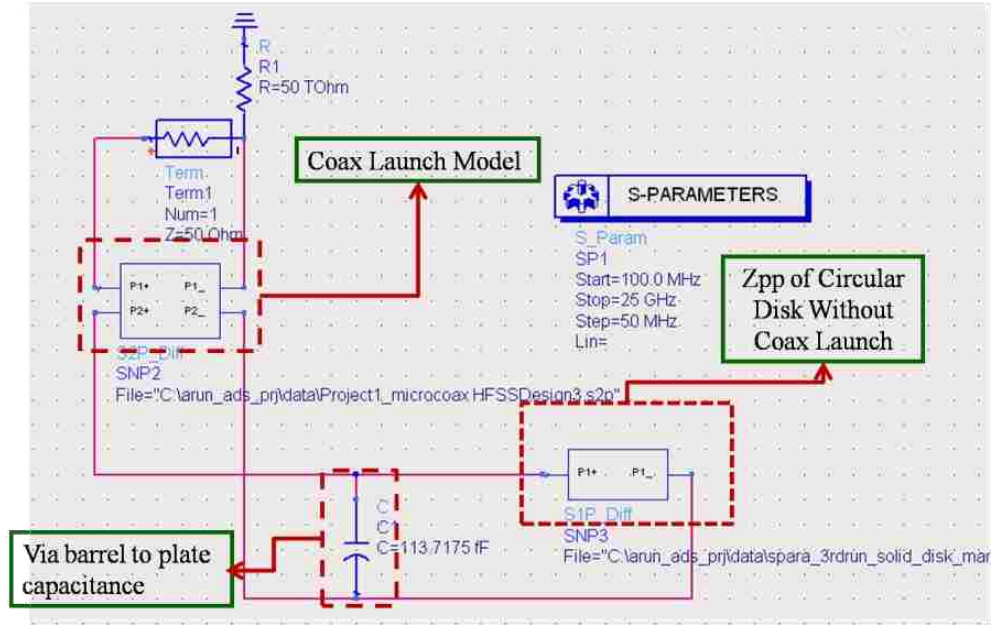 R
R1
R=50 TOhm
Term
Term1
Num=1
Z=50 Ohm
Coax Launch Model
S-PARAMETERS
S_Param
SP1
Start=100.0 MHz
Stop=25 GHz
Step=50 MHz
Lin=
Zpp of Circular
Disk Without
Coax Launch
P1+ P1_
P2+ P2_
S2P_Diff
SNP2
File="C:\arun_ads_prj\data\Project1_microcoax HFSSDesign3.s2p"
P1+ P1_
S1P_Diff
SNP3
File="C:\arun_ads_prj\data\spara_3rdrun_solid_disk_mar
C
C1
C=113.7175 fF
Via barrel to plate
capacitance